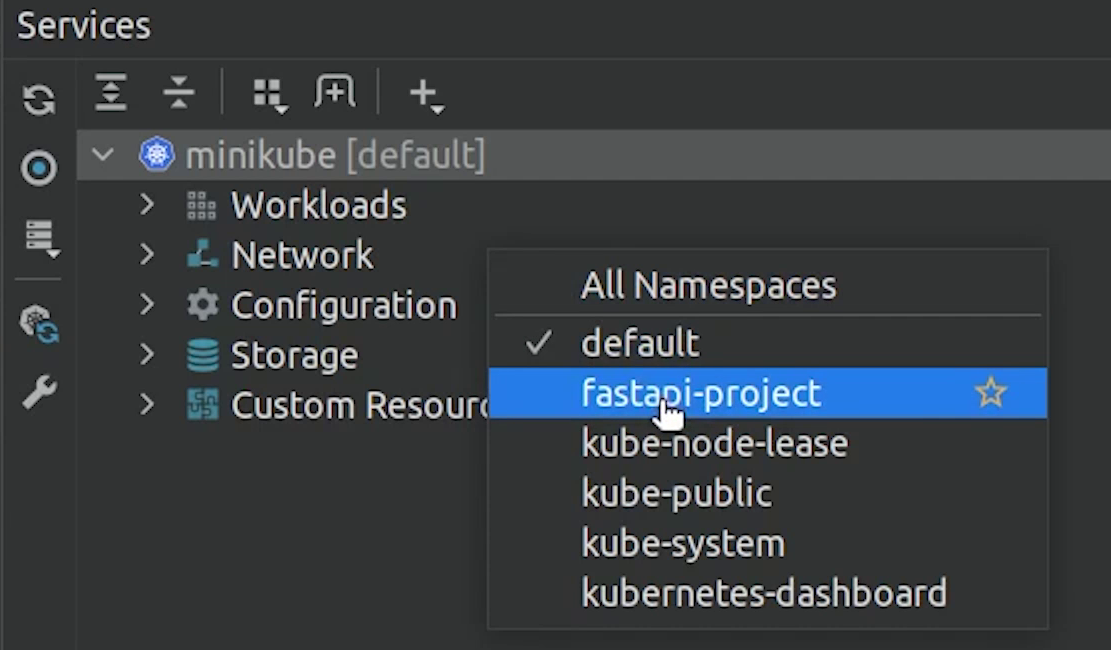 Services
minikube [default]
Workloads
Network
Configuration
Storage
Custom Resourc
All Namespaces
default
fastapi-project
kube-node-lease
kube-public
kube-system
kubernetes-dashboard